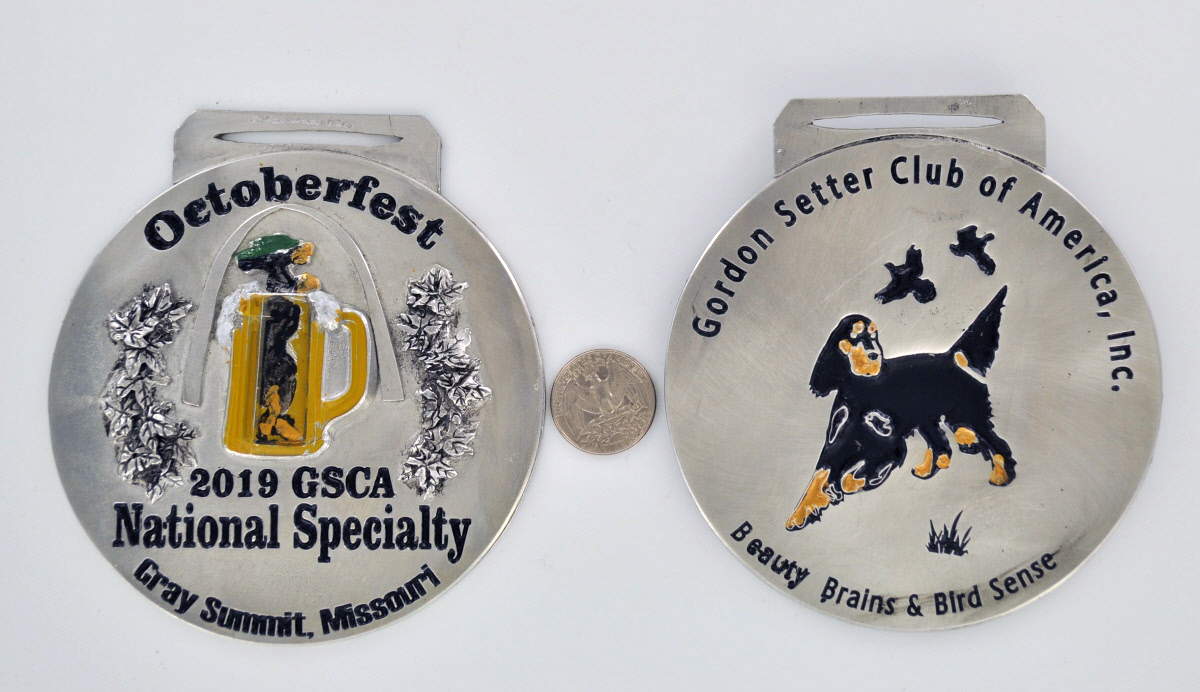 Octoberfest
2019 GSCA
National Specialty
Gray Summit, Missouri
Gordon Setter Club of America, Inc.
Beauty Brains & Bird Sense